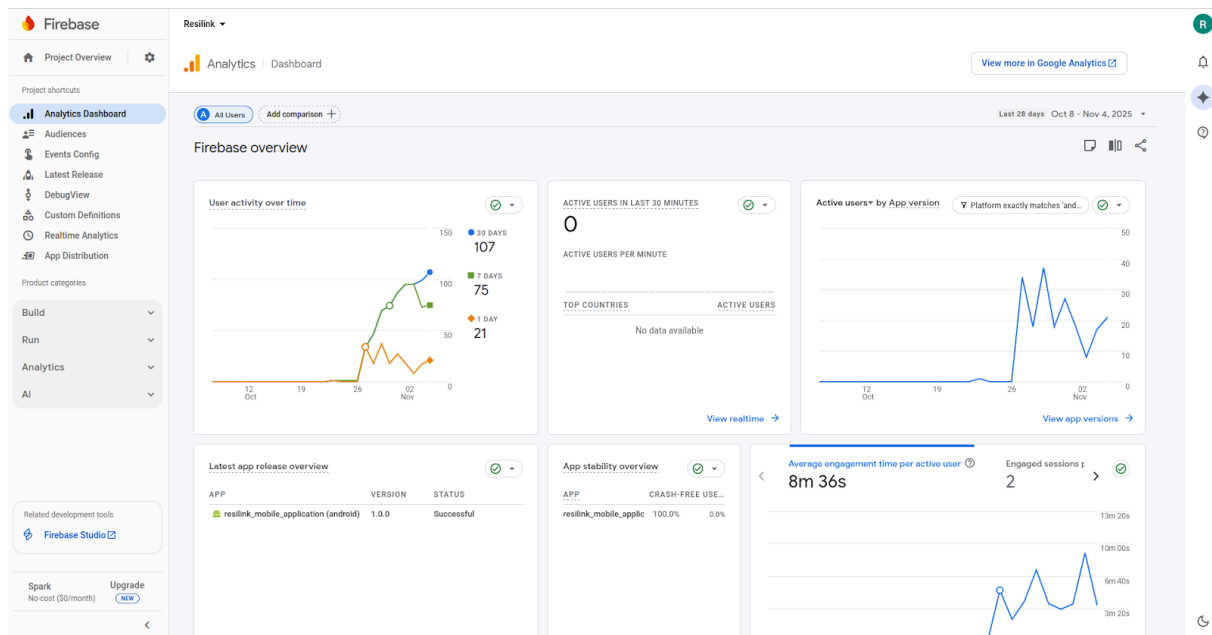 Firebase
Resilink
R
Project Overview
Analytics
Dashboard
View more in Google Analytics
Project shortcuts
Analytics Dashboard
Audiences
Events Config
Latest Release
DebugView
Custom Definitions
Realtime Analytics
App Distribution
Product categories
Build
Run
Analytics
AI
Related development tools
Firebase Studio
Spark
No-cost ($0/month)
Upgrade
NEW
A All Users
Add comparison
Last 28 days Oct 8 - Nov 4, 2025
Firebase overview
User activity over time
150
100
50
0
12
Oct
19
26
02
Nov
30 DAYS
107
7 DAYS
75
1 DAY
21
ACTIVE USERS IN LAST 30 MINUTES
0
ACTIVE USERS PER MINUTE
TOP COUNTRIES ACTIVE USERS
No data available
View realtime
Active users by App version
Platform exactly matches 'and...
50
40
30
20
10
0
12
Oct
19
26
02
Nov
View app versions
Latest app release overview
APP VERSION STATUS
resilink_mobile_application (android) 1.0.0 Successful
App stability overview
APP CRASH-FREE USE...
resilink_mobile_applic 100.0% 0.0%
Average engagement time per active user
8m 36s
Engaged sessions p
2
13m 20s
10m 00s
6m 40s
3m 20s